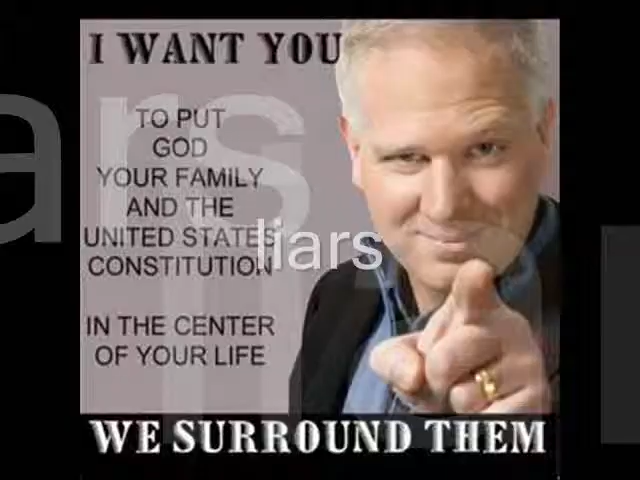 I WANT YOU
TO PUT
GOD
YOUR FAMILY
AND THE
UNITED STATES
CONSTITUTION
IN THE CENTER
OF YOUR LIFE
liars
ars
WE SURROUND THEM